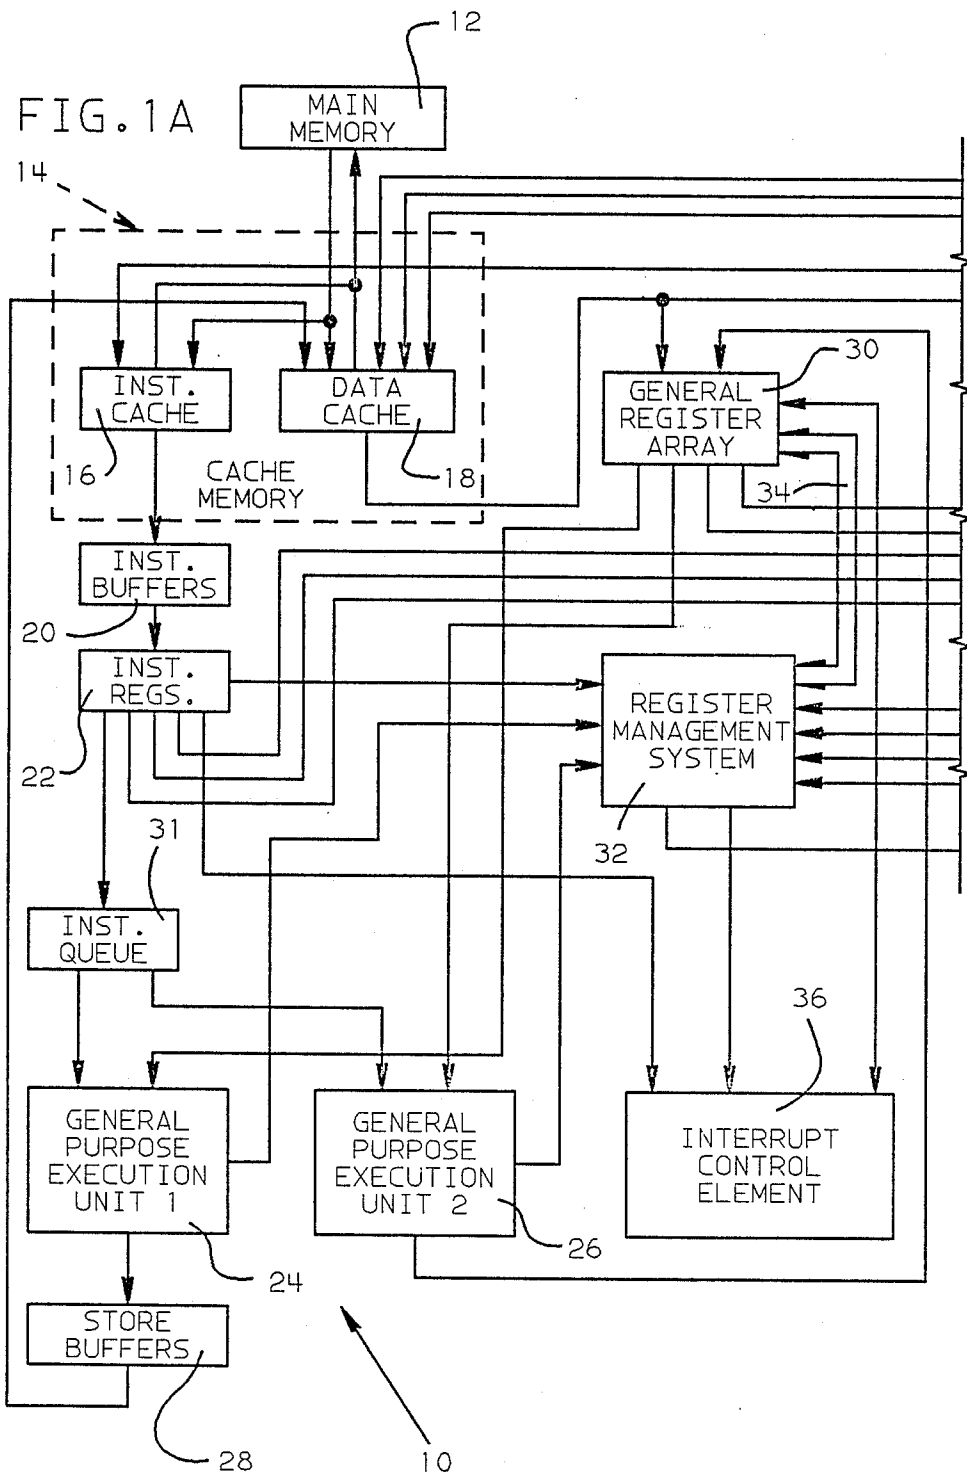 12
FIG.1A
MAIN
MEMORY
14
INST.
CACHE
DATA
CACHE
16
CACHE
MEMORY
18
30
GENERAL
REGISTER
ARRAY
34
INST.
BUFFERS
20
INST.
REGS.
22
REGISTER
MANAGEMENT
SYSTEM
32
31
INST.
QUEUE
36
GENERAL
PURPOSE
EXECUTION
UNIT 1
24
GENERAL
PURPOSE
EXECUTION
UNIT 2
26
INTERRUPT
CONTROL
ELEMENT
STORE
BUFFERS
28
10